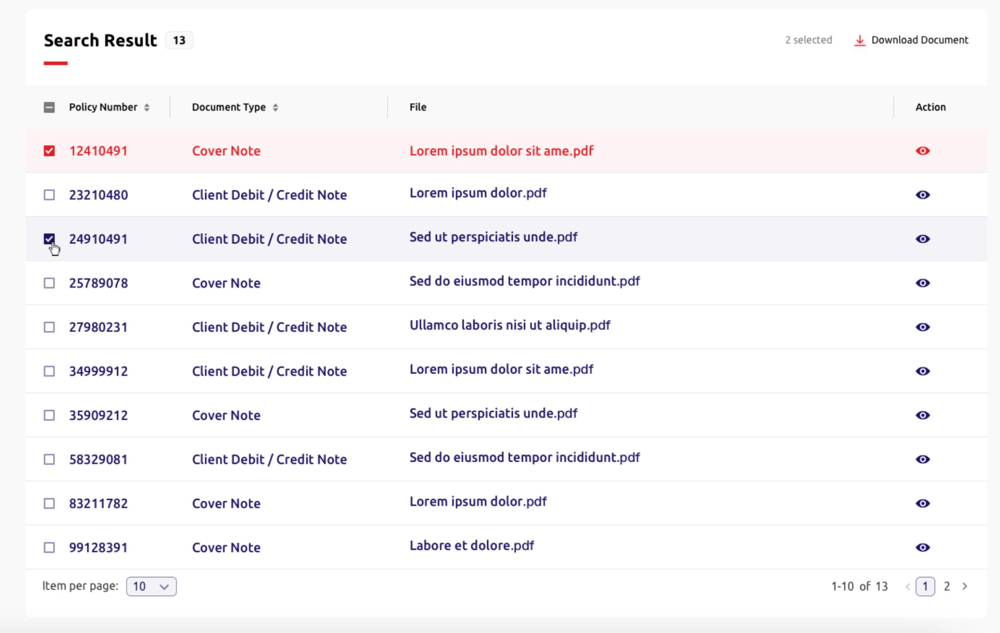 Search Result 13
2 selected Download Document
Policy Number Document Type File Action
12410491 Cover Note Lorem ipsum dolor sit ame.pdf
23210480 Client Debit / Credit Note Lorem ipsum dolor.pdf
24910491 Client Debit / Credit Note Sed ut perspiciatis unde.pdf
25789078 Cover Note Sed do eiusmod tempor incididunt.pdf
27980231 Client Debit / Credit Note Ullamco laboris nisi ut aliquip.pdf
34999912 Client Debit / Credit Note Lorem ipsum dolor sit ame.pdf
35909212 Cover Note Sed ut perspiciatis unde.pdf
58329081 Client Debit / Credit Note Sed do eiusmod tempor incididunt.pdf
83211782 Cover Note Lorem ipsum dolor.pdf
99128391 Cover Note Labore et dolore.pdf
Item per page: 10 1-10 of 13 < 1 2 >